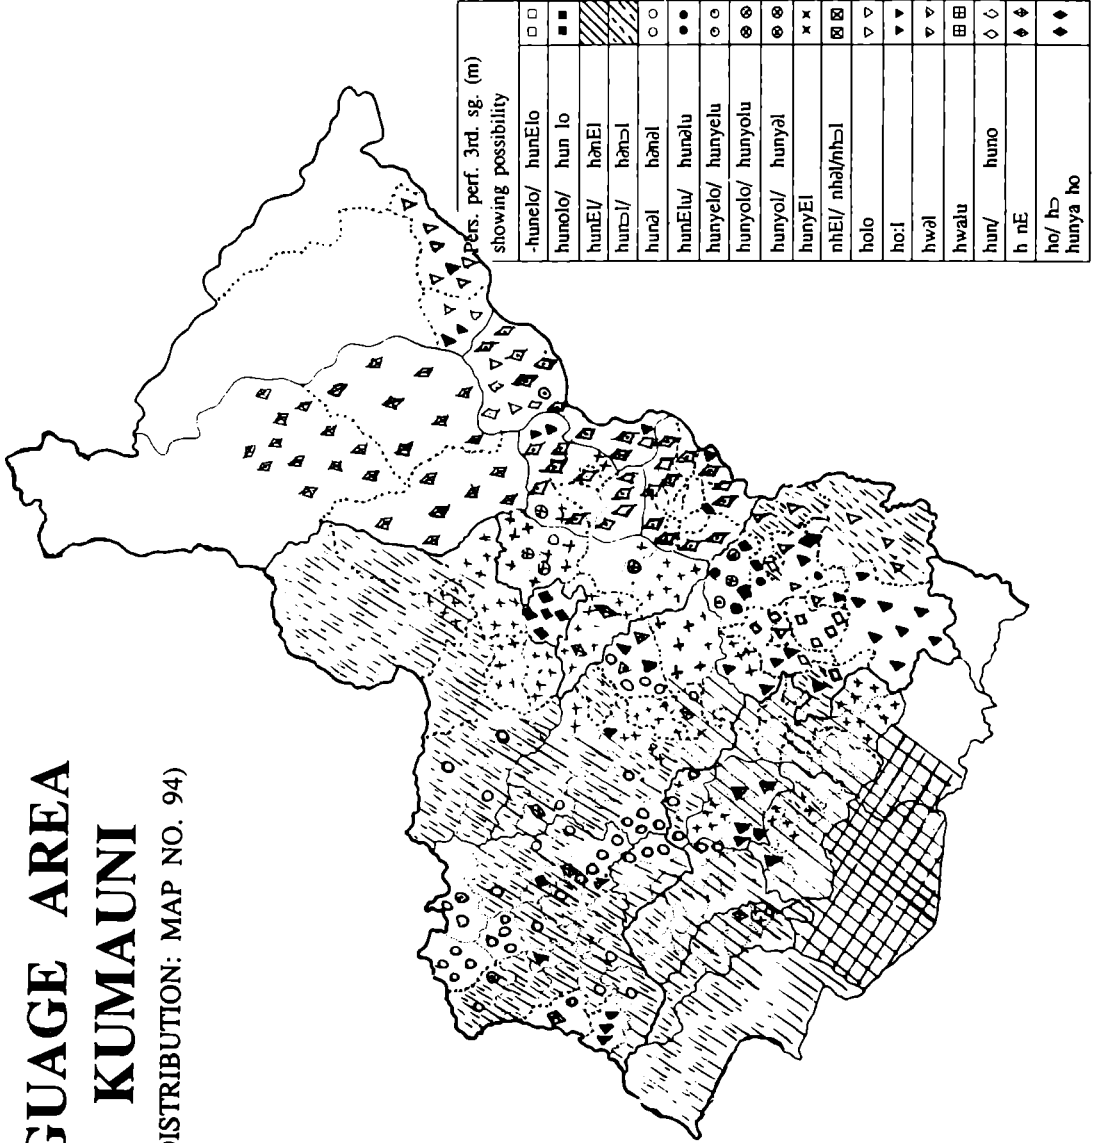 GUAGE AREA
KUMAUNI
DISTRIBUTION: MAP NO. 94)
Pers. perf. 3rd. sg. (m)
showing possibility
-hunelo/ hunElo
hunolo/ hun lo
hunEl/ hənEl
hunɔl/ hənɔl
hunəl hənəl
hunElu/ hunəlu
hunyelo/ hunyelu
hunyolo/ hunyolu
hunyol/ hunyəl
hunyEl
nhEl/ nhəl/nhɔl
holo
ho:l
hwəl
hwəlu
hun/ huno
h nE
ho/ hɔ
hunya ho